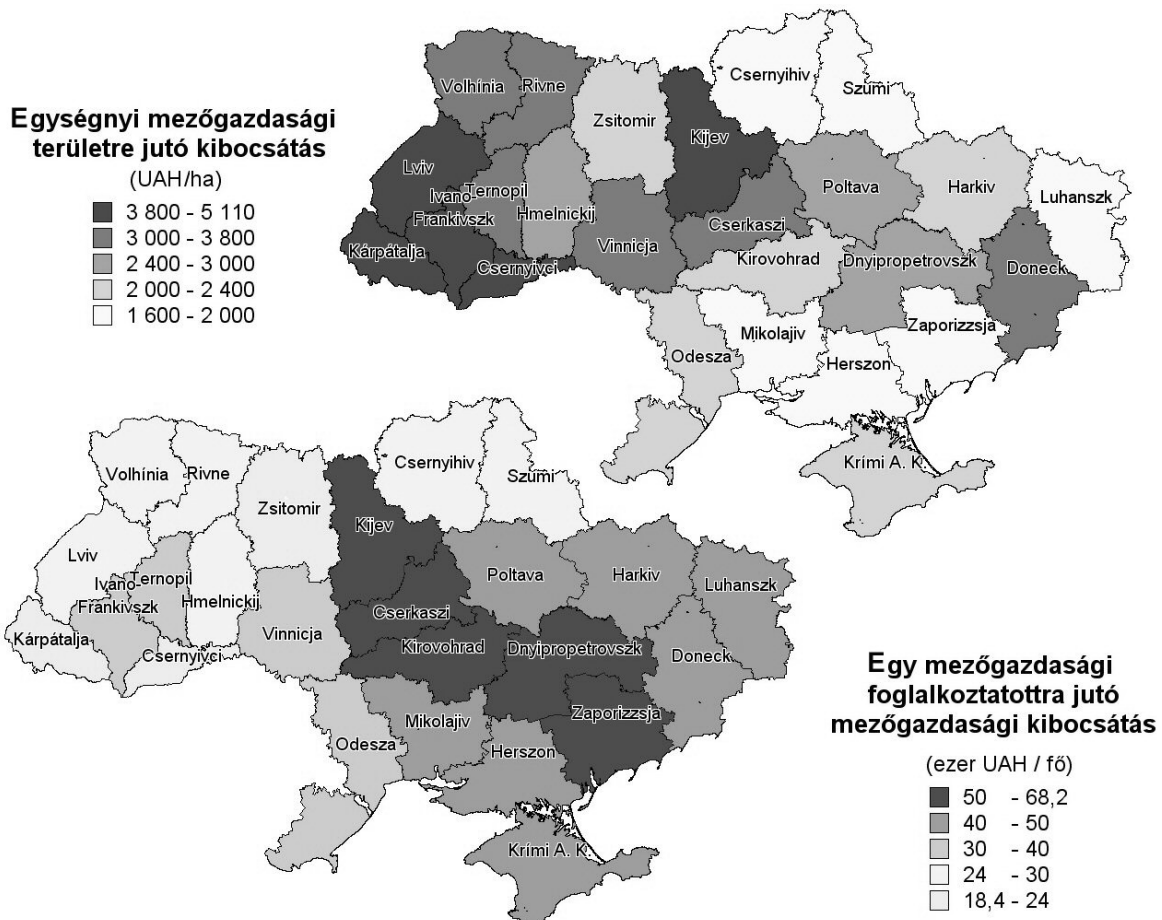 Egységnyi mezőgazdasági
területre jutó kibocsátás
(UAH/ha)
3 800 - 5 110
3 000 - 3 800
2 400 - 3 000
2 000 - 2 400
1 600 - 2 000
Volhínia
Rivne
Zsitomir
Kijev
Csernyihiv
Szúmi
Lviv
Ivano-
Frankivszk
Ternopil
Hmelnickij
Kárpátalja
Csernyivci
Vinnicja
Cserkaszi
Poltava
Harkiv
Luhanszk
Kirovohrad
Dnyipropetrovszk
Doneck
Odesza
Mikolajiv
Zaporizzsja
Herszon
Krími A. K.
Volhínia
Rivne
Zsitomir
Kijev
Csernyihiv
Szúmi
Lviv
Ivano-
Frankivszk
Ternopil
Hmelnickij
Kárpátalja
Csernyivci
Vinnicja
Cserkaszi
Poltava
Harkiv
Luhanszk
Kirovohrad
Dnyipropetrovszk
Doneck
Odesza
Mikolajiv
Zaporizzsja
Herszon
Krími A. K.
Egy mezőgazdasági
foglalkoztatottra jutó
mezőgazdasági kibocsátás
(ezer UAH / fő)
50 - 68,2
40 - 50
30 - 40
24 - 30
18,4 - 24